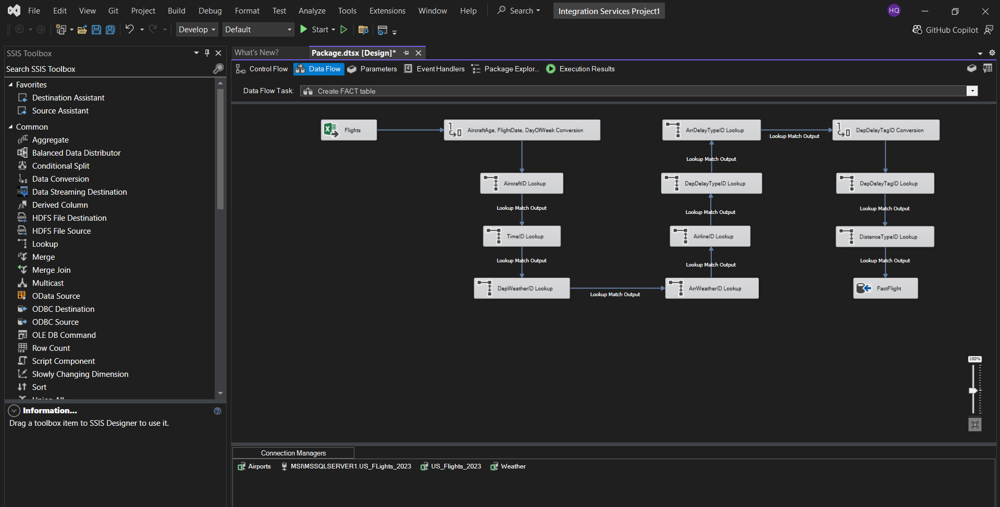 File Edit View Git Project Build Debug Format Test Analyze Tools Extensions Window Help Search Integration Services Project1 HQ
Develop Default Start GitHub Copilot
SSIS Toolbox
Search SSIS Toolbox
Favorites
Destination Assistant
Source Assistant
Common
Aggregate
Balanced Data Distributor
Conditional Split
Data Conversion
Data Streaming Destination
Derived Column
HDFS File Destination
HDFS File Source
Lookup
Merge
Merge Join
Multicast
OData Source
ODBC Destination
ODBC Source
OLE DB Command
Row Count
Script Component
Slowly Changing Dimension
Sort
Union All
Information...
Drag a toolbox item to SSIS Designer to use it.
What's New? Package.dtsx [Design]*
Control Flow Data Flow Parameters Event Handlers Package Explor... Execution Results
Data Flow Task: Create FACT table
Flights
AircraftAge, FlightDate, DayOfWeek Conversion
AircraftID Lookup
Lookup Match Output
TimeID Lookup
Lookup Match Output
DepWeatherID Lookup
Lookup Match Output
ArrWeatherID Lookup
Lookup Match Output
AirlineID Lookup
Lookup Match Output
DepDelayTypeID Lookup
Lookup Match Output
ArrDelayTypeID Lookup
Lookup Match Output
DepDelayTagID Conversion
DepDelayTagID Lookup
Lookup Match Output
DistanceTypeID Lookup
Lookup Match Output
FactFlight
100%
Connection Managers
Airports MSI\MSSQLSERVER1.US_FLights_2023 US_Flights_2023 Weather